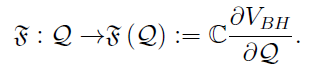 𝔉 : 𝒬 → 𝔉 (𝒬) := ℂ ∂V_{BH} / ∂𝒬 .